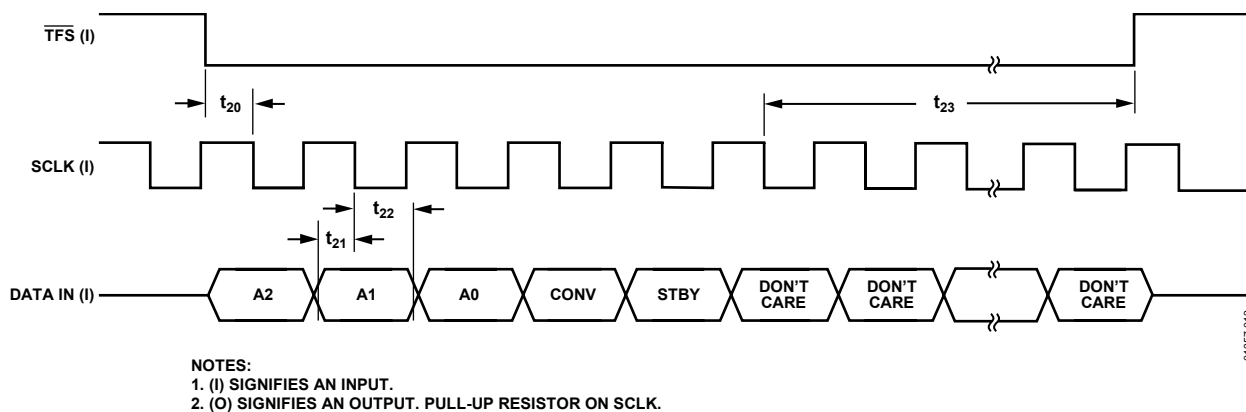 TFS (I)
t20
t23
SCLK (I)
t22
t21
DATA IN (I)
A2
A1
A0
CONV
STBY
DON'T
CARE
DON'T
CARE
DON'T
CARE
NOTES:
1. (I) SIGNIFIES AN INPUT.
2. (O) SIGNIFIES AN OUTPUT. PULL-UP RESISTOR ON SCLK.